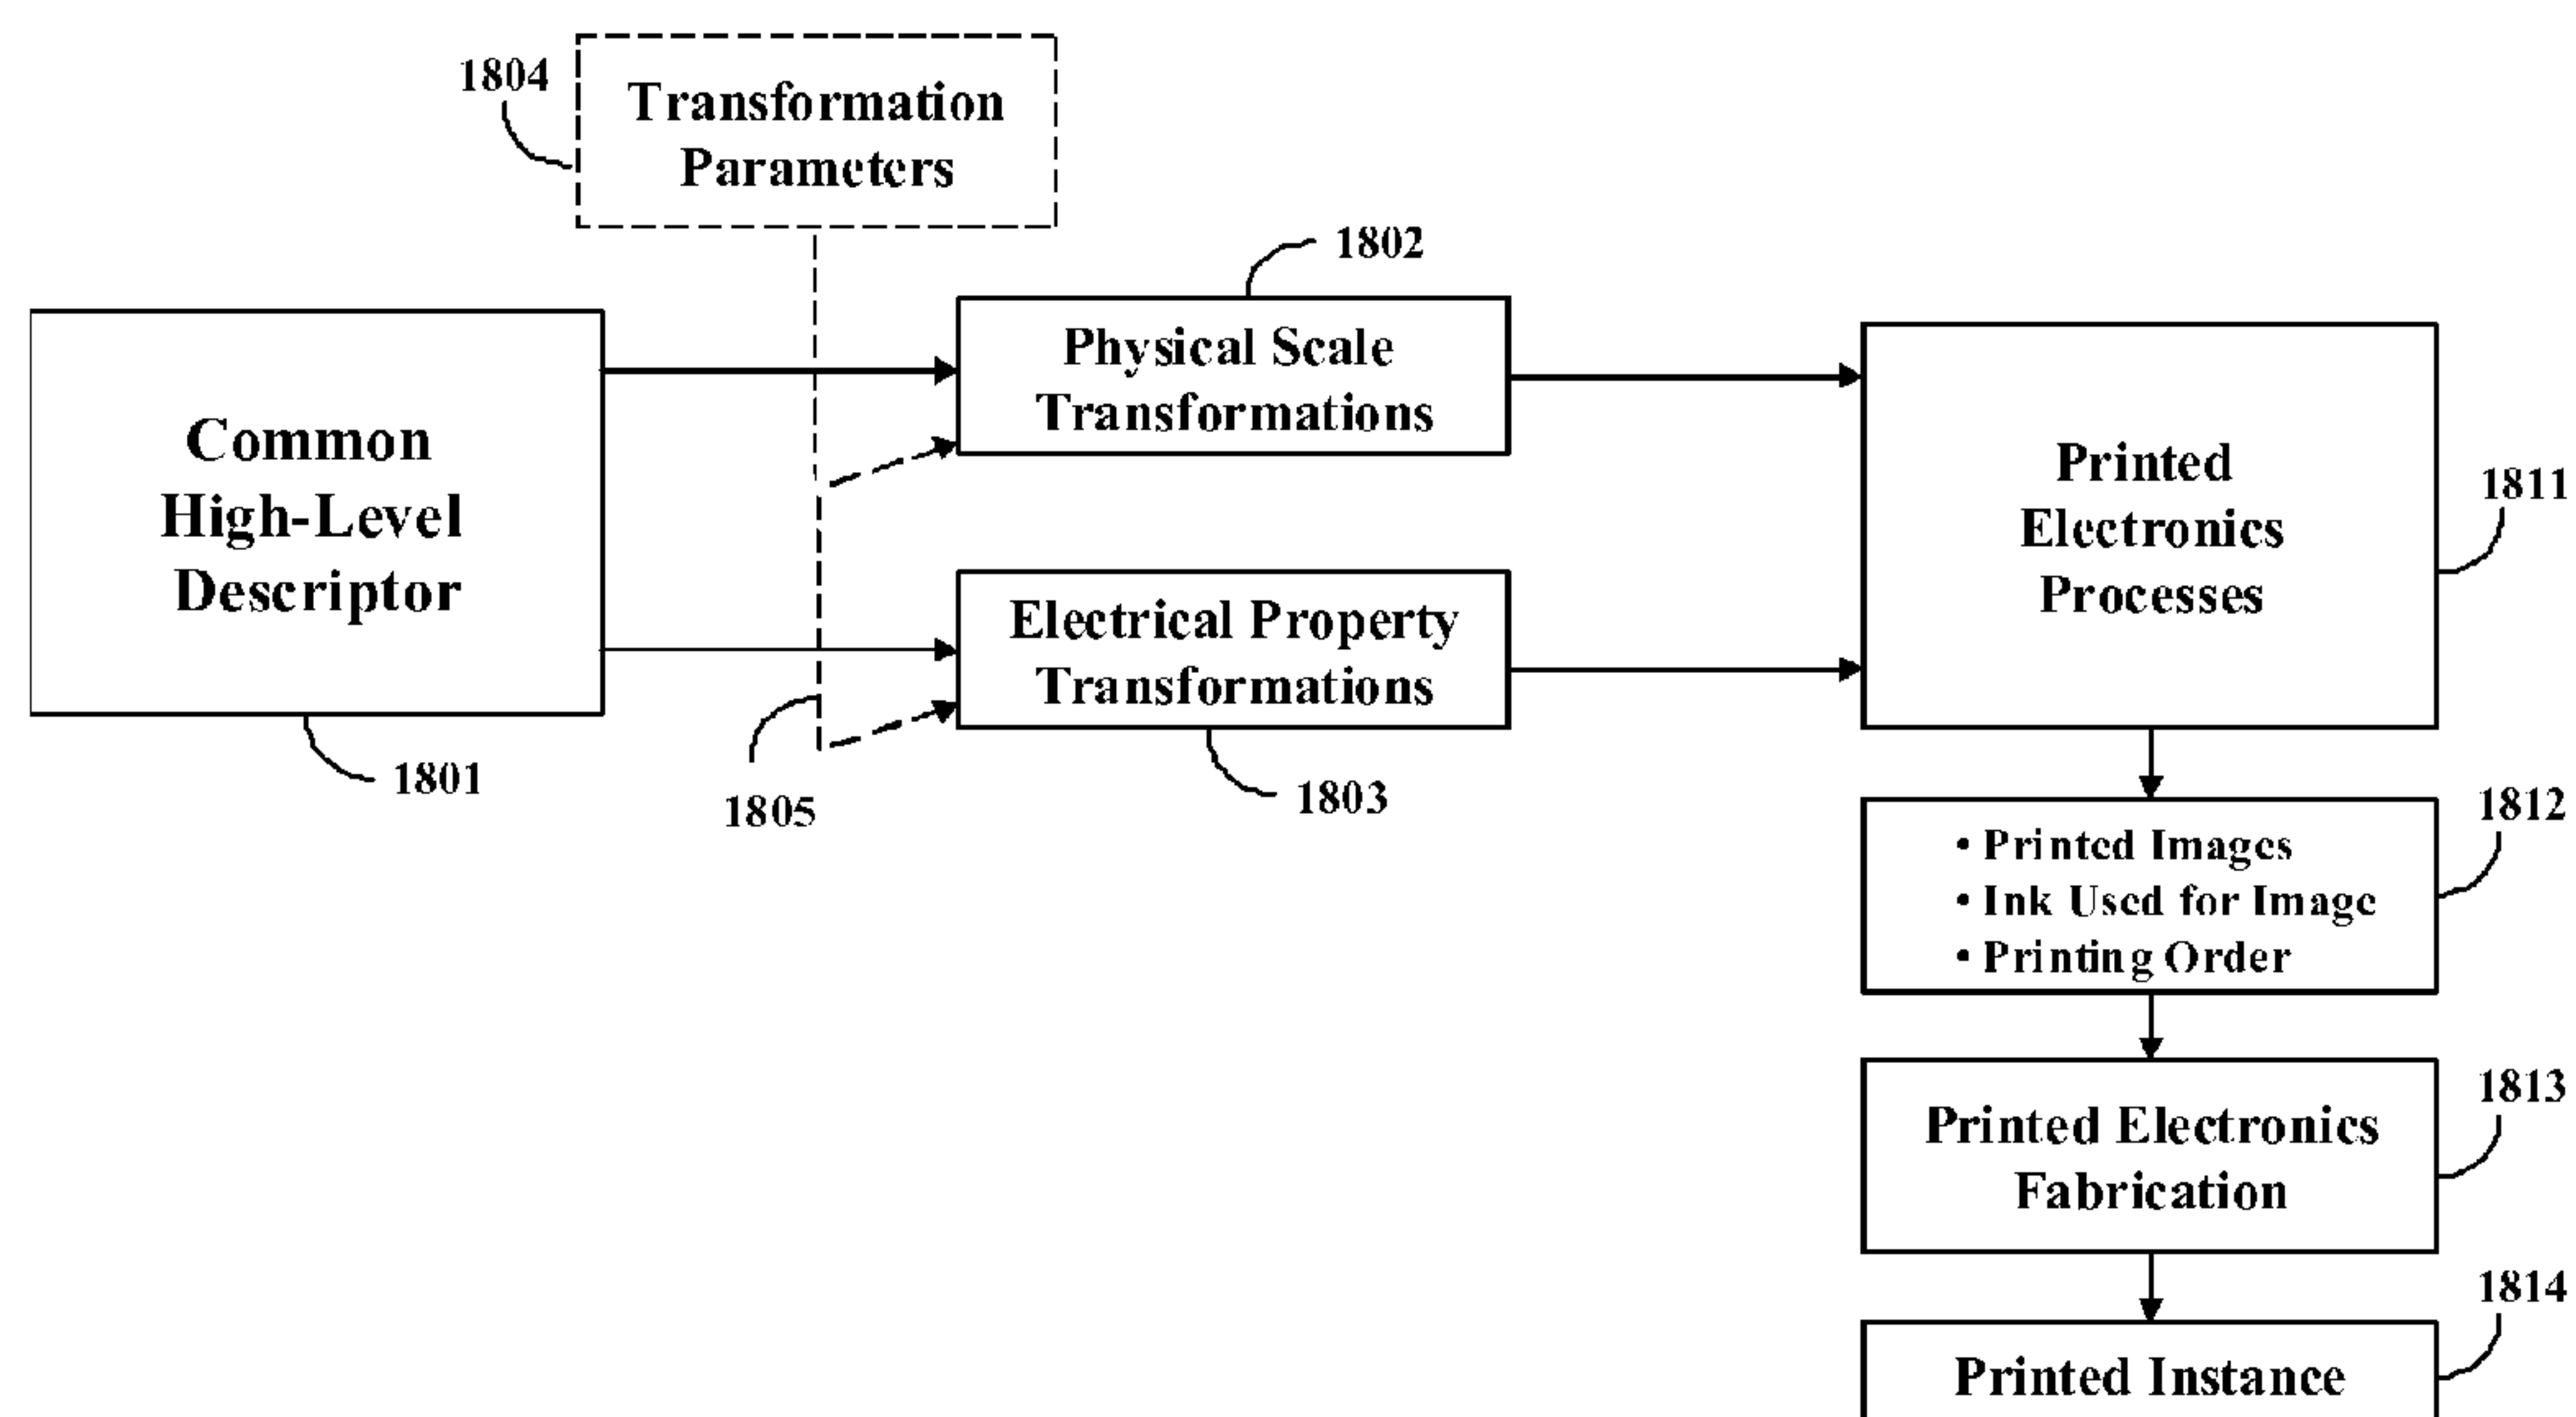 1804
Transformation
Parameters
1802
Physical Scale
Transformations
Common
High-Level
Descriptor
1801
Electrical Property
Transformations
1803
1805
Printed
Electronics
Processes
1811
• Printed Images
• Ink Used for Image
• Printing Order
1812
Printed Electronics
Fabrication
1813
Printed Instance
1814